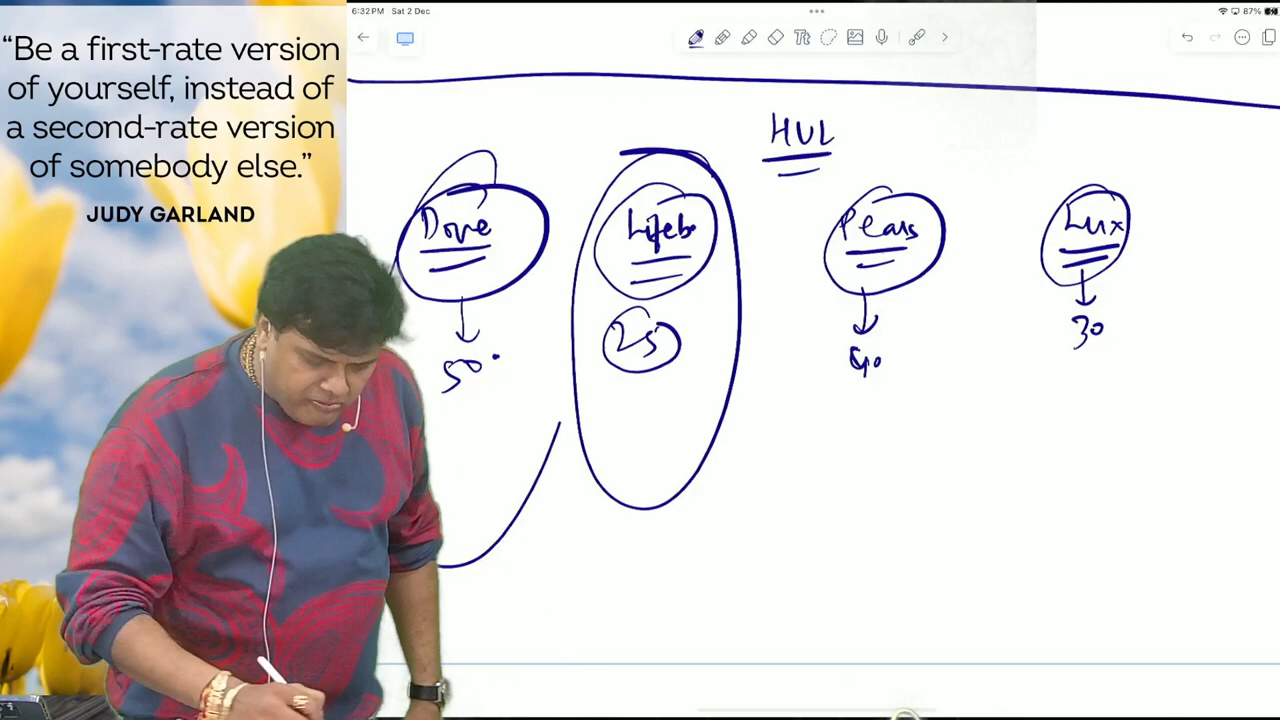 “Be a first-rate version
of yourself, instead of
a second-rate version
of somebody else.”
JUDY GARLAND
6:32 PM Sat 2 Dec
87%
HUL
Dove Lifeb Pears Lux
50 25 40 30